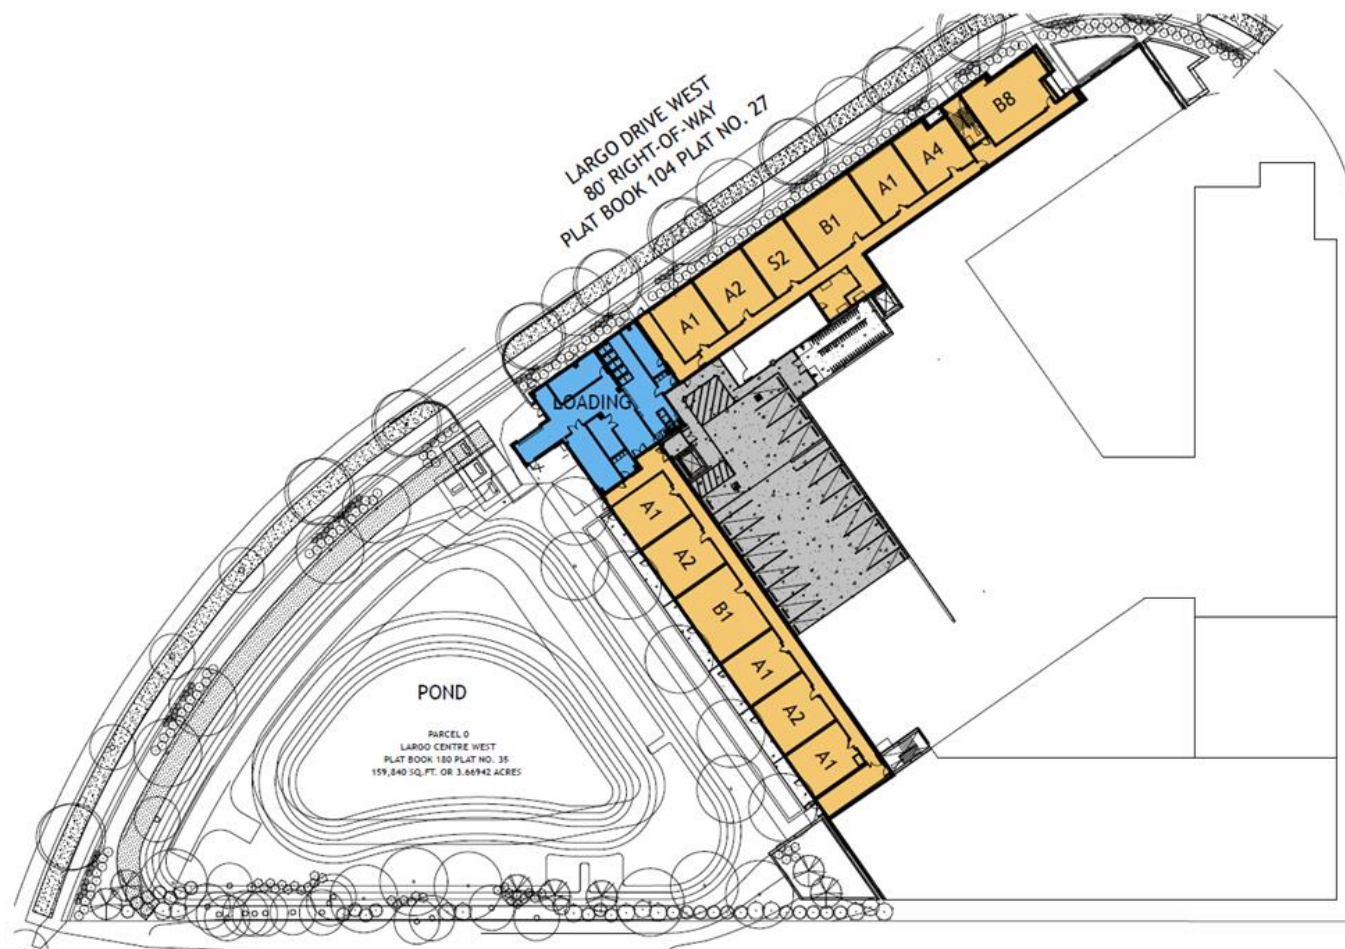 LARGO DRIVE WEST
80' RIGHT-OF-WAY
PLAT BOOK 104 PLAT NO. 27
B8
A4
A1
B1
S2
A2
A1
LOADING
A1
A2
B1
A1
A2
A1
POND
PARCEL O
LARGO CENTRE WEST
PLAT BOOK 180 PLAT NO. 35
159,840 SQ.FT. OR 3.66942 ACRES